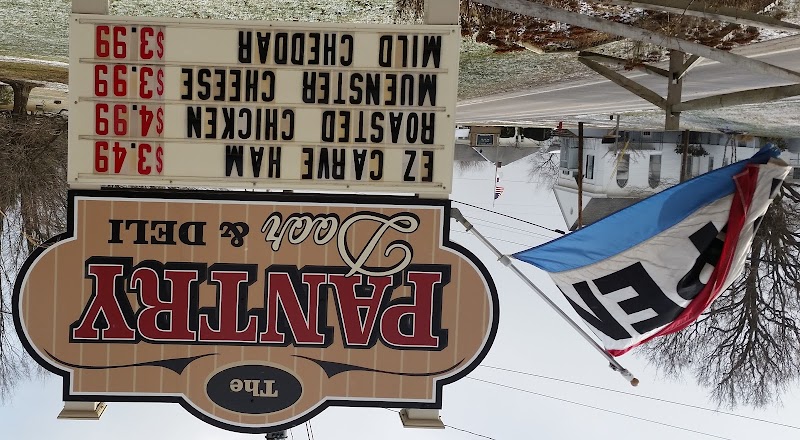 The
PANTRY
Door & DELI
EZ CARVE HAM $3.49
ROASTED CHICKEN $4.99
MUENSTER CHEESE $3.99
MILD CHEDDAR $3.99